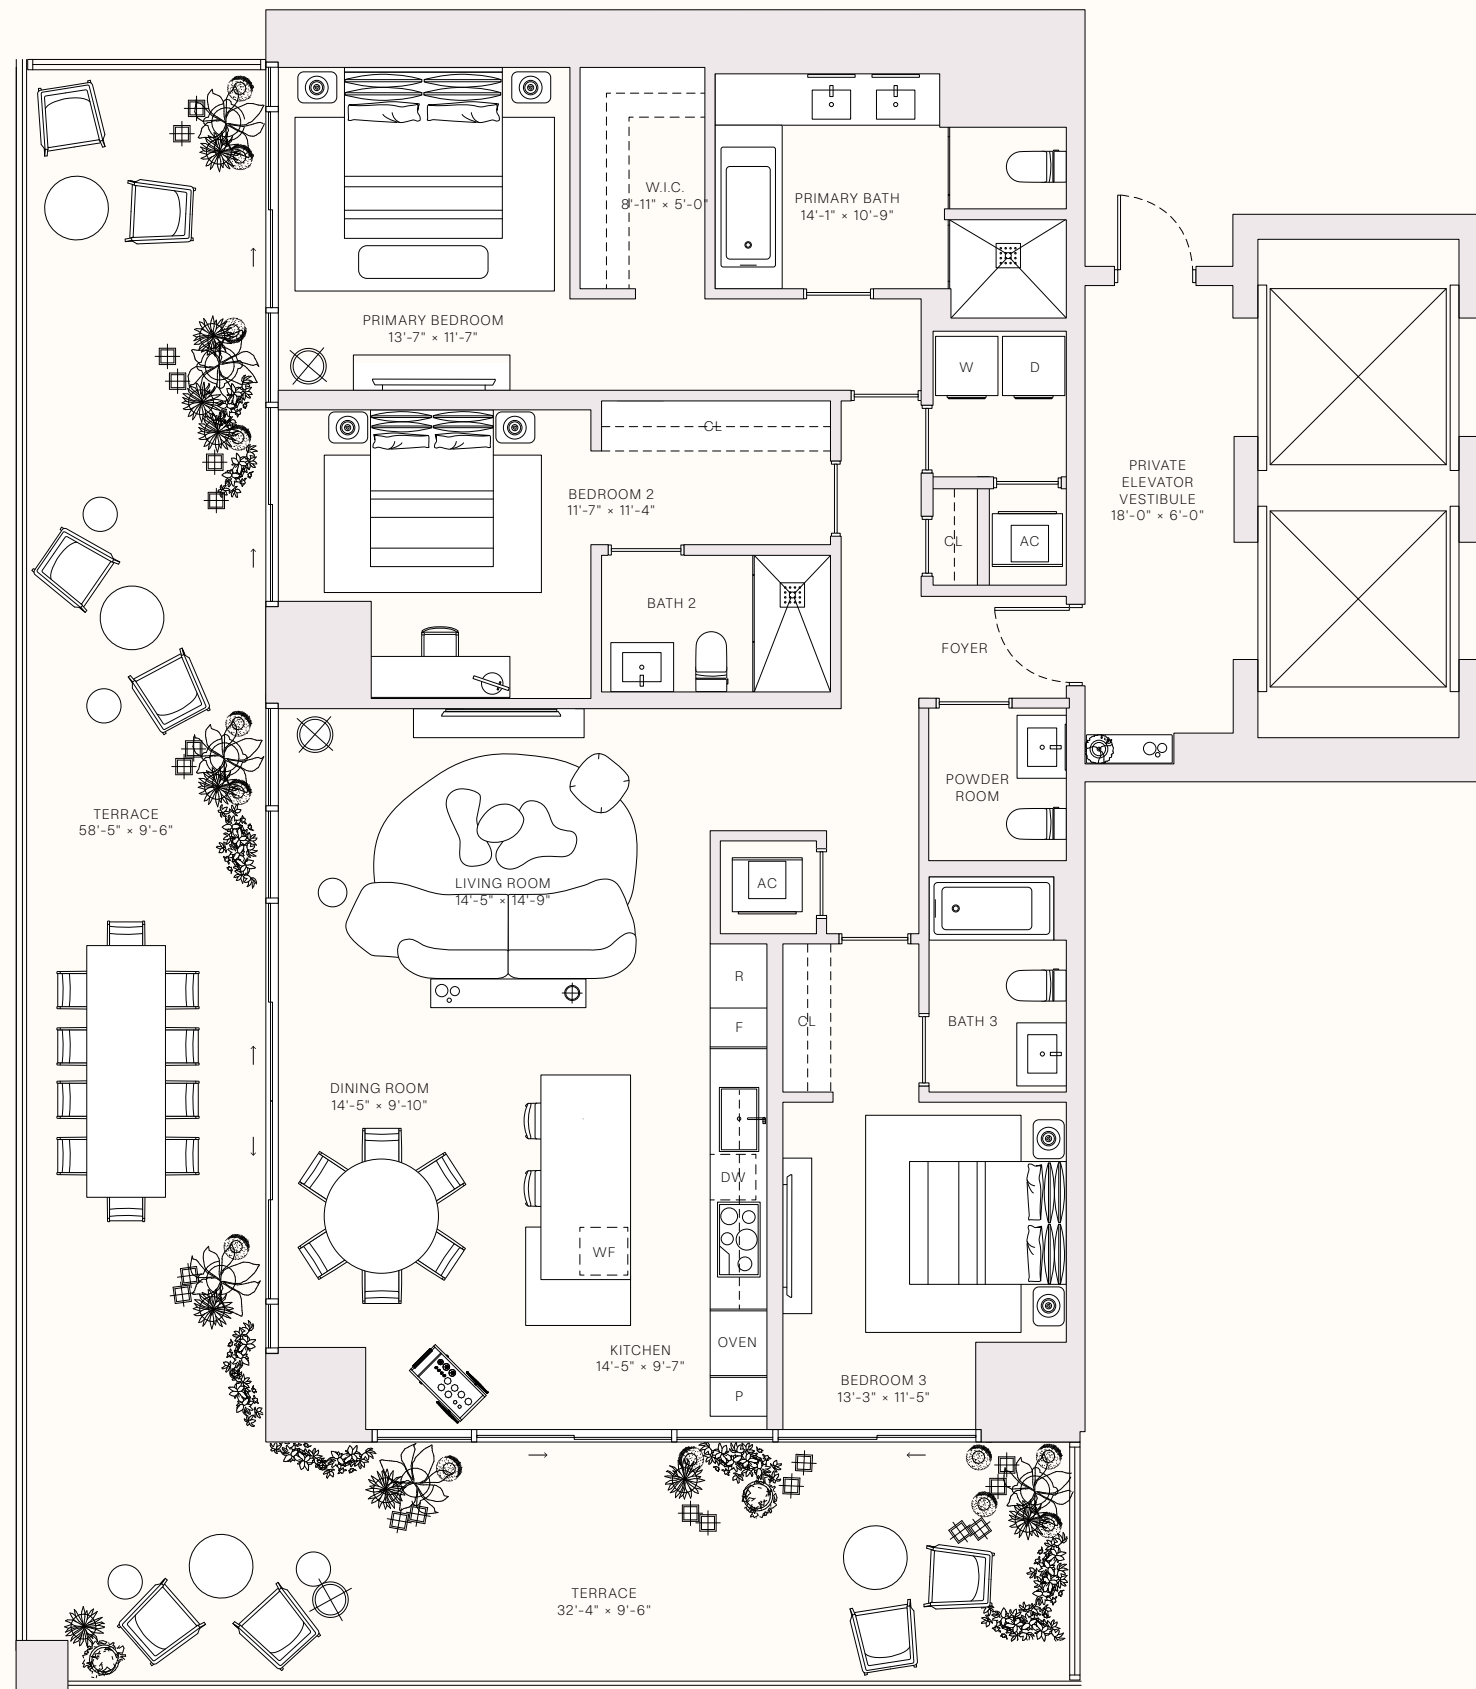 W.I.C.
8'-11" × 5'-0"
PRIMARY BATH
14'-1" × 10'-9"
PRIMARY BEDROOM
13'-7" × 11'-7"
W
D
CL
BEDROOM 2
11'-7" × 11'-4"
PRIVATE
ELEVATOR
VESTIBULE
18'-0" × 6'-0"
CL
AC
BATH 2
FOYER
POWDER
ROOM
TERRACE
58'-5" × 9'-6"
LIVING ROOM
14'-5" × 14'-9"
AC
R
F
CL
BATH 3
DINING ROOM
14'-5" × 9'-10"
DW
WF
OVEN
KITCHEN
14'-5" × 9'-7"
P
BEDROOM 3
13'-3" × 11'-5"
TERRACE
32'-4" × 9'-6"